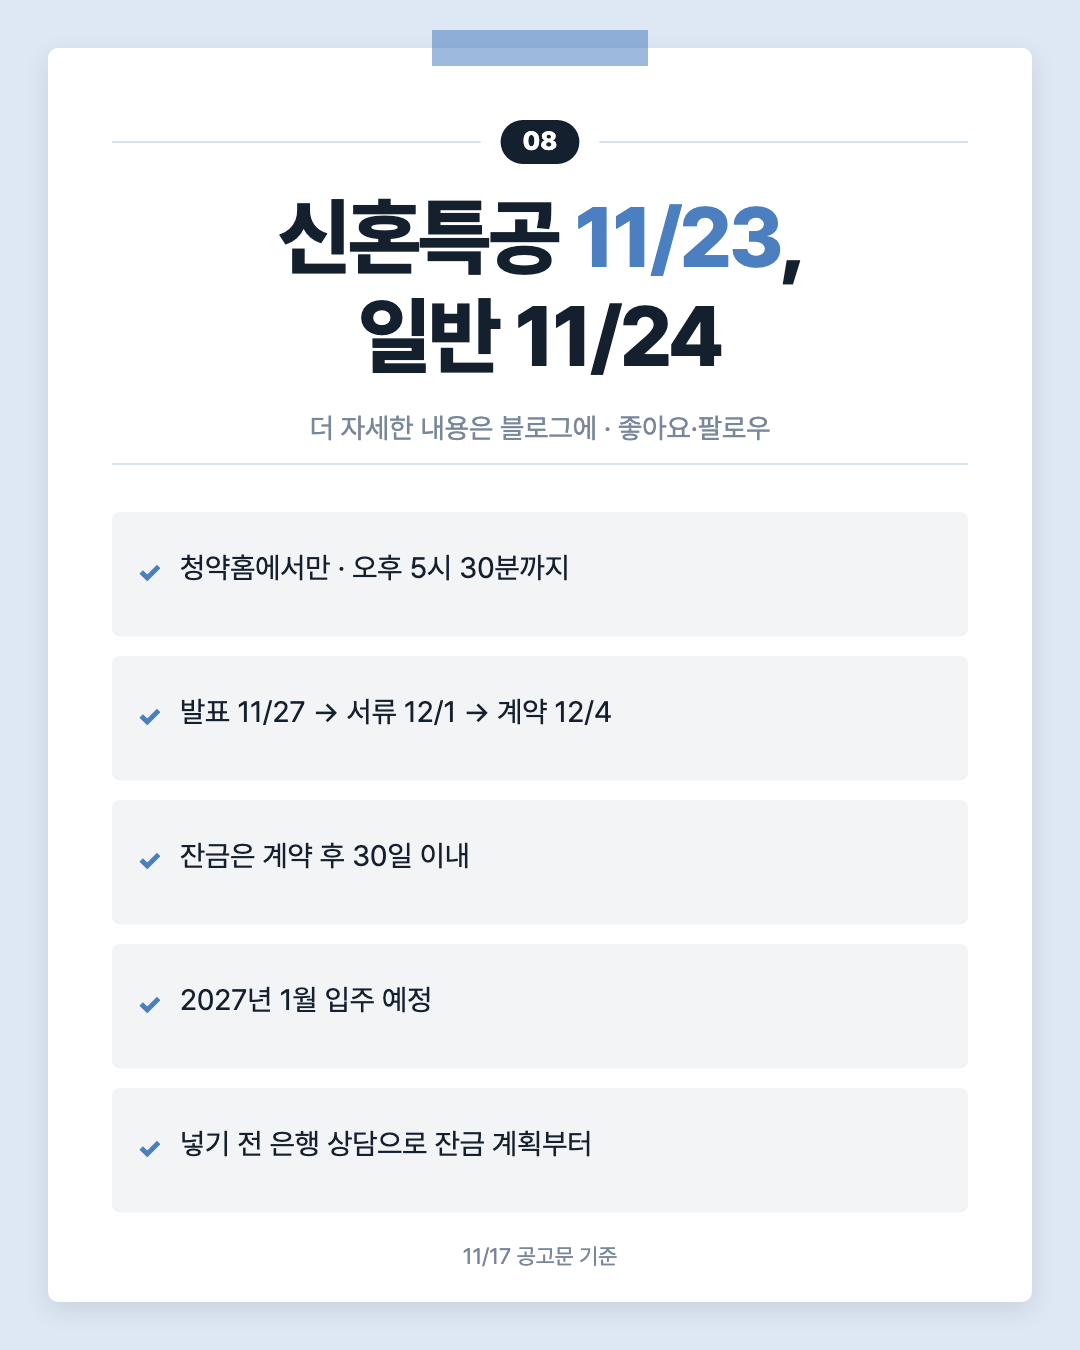 08
신혼특공 11/23,
일반 11/24
더 자세한 내용은 블로그에 · 좋아요·팔로우
청약홈에서만 · 오후 5시 30분까지
발표 11/27 → 서류 12/1 → 계약 12/4
잔금은 계약 후 30일 이내
2027년 1월 입주 예정
넣기 전 은행 상담으로 잔금 계획부터
11/17 공고문 기준